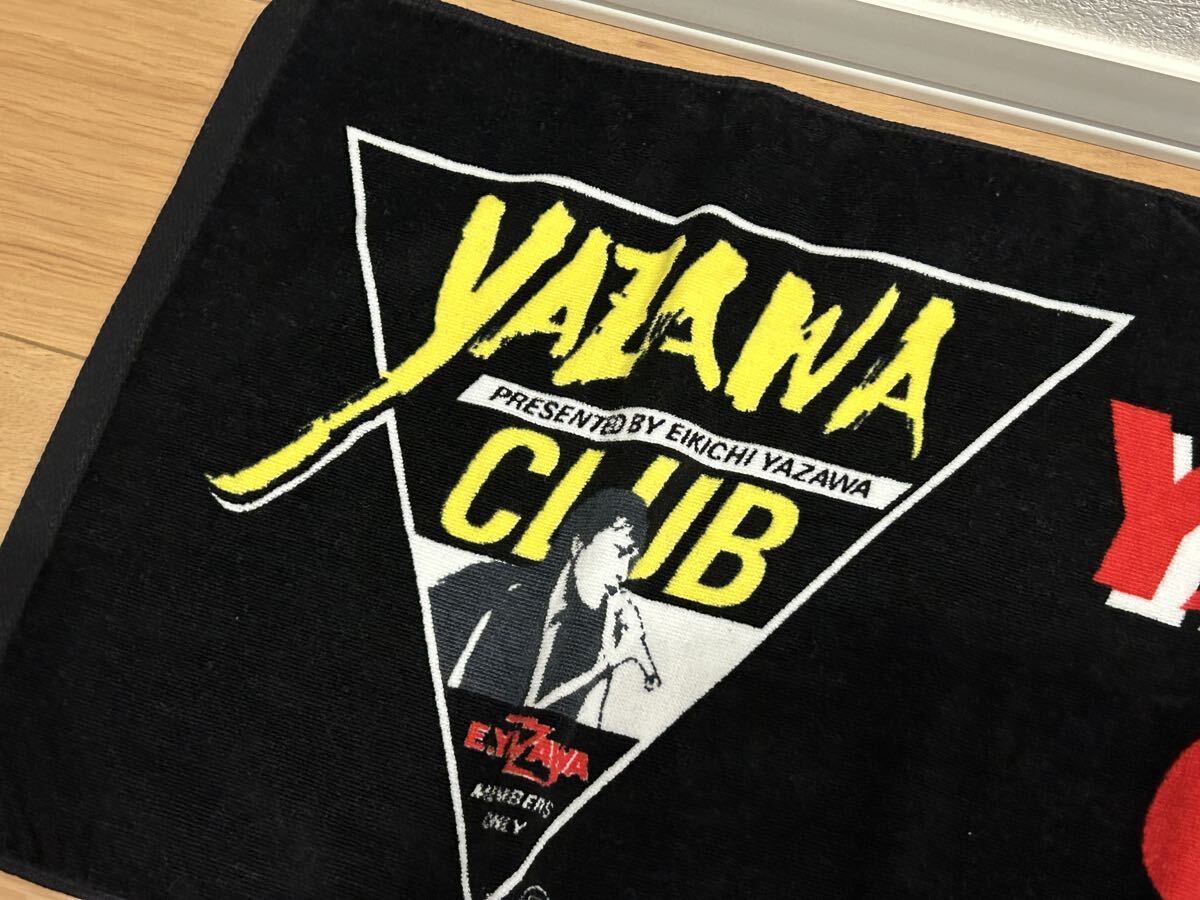 YAZAWA
PRESENTED BY EIKICHI YAZAWA
CLUB
E.YAZAWA
MEMBERS
ONLY
Y